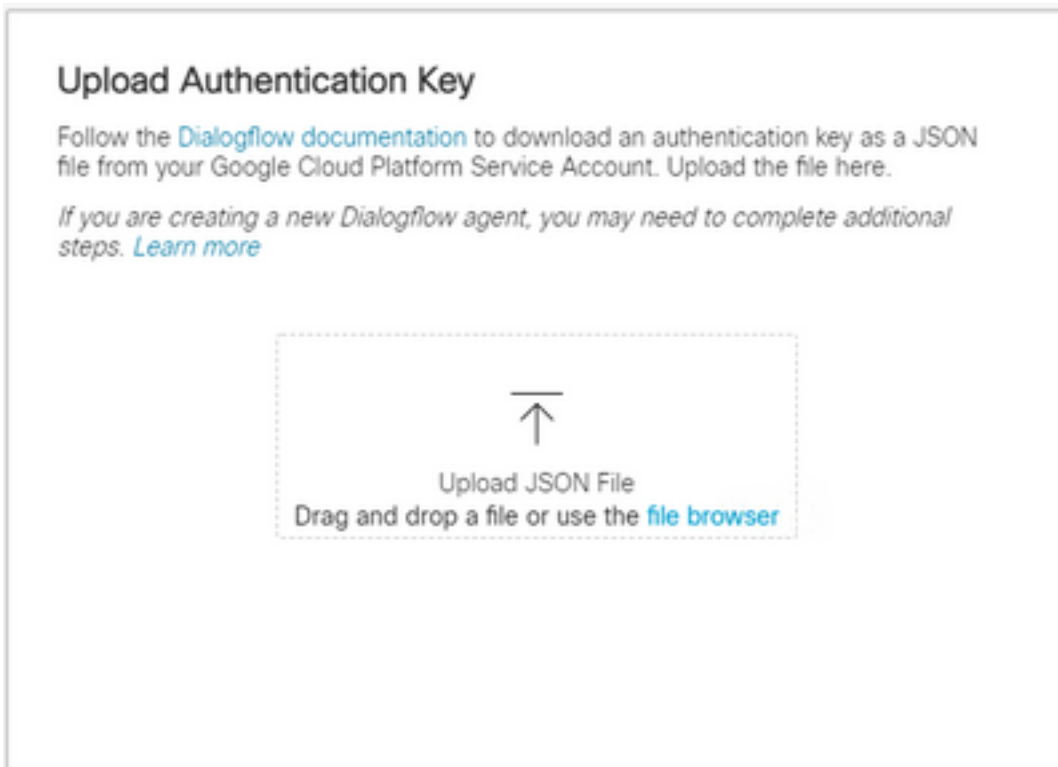 Upload Authentication Key
Follow the Dialogflow documentation to download an authentication key as a JSON
file from your Google Cloud Platform Service Account. Upload the file here.
If you are creating a new Dialogflow agent, you may need to complete additional
steps. Learn more
Upload JSON File
Drag and drop a file or use the file browser